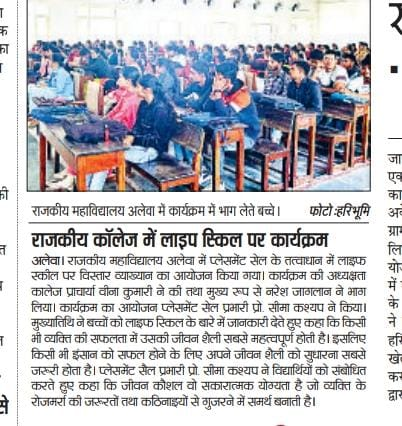 राजकीय महाविद्यालय अलेवा में कार्यक्रम में भाग लेते बच्चे। फोटो :हरिभूमि
राजकीय कॉलेज में लाइप स्किल पर कार्यक्रम
अलेवा। राजकीय महाविद्यालय अलेवा में प्लेसमेंट सेल के तत्वाधान में लाइफ
स्कील पर विस्तार व्याख्यान का आयोजन किया गया। कार्यक्रम की अध्यक्षता
कालेज प्राचार्या वीना कुमारी ने की तथा मुख्य रूप से नरेश जागलान ने भाग
लिया। कार्यक्रम का आयोजन प्लेसमेंट सेल प्रभारी प्रो. सीमा कश्यप ने किया।
मुख्यातिथि ने बच्चों को लाइफ स्किल के बारे में जानकारी देते हुए कहा कि किसी
भी व्यक्ति की सफलता में उसकी जीवन शैली सबसे महत्वपूर्ण होती है। इसलिए
किसी भी इंसान को सफल होने के लिए अपने जीवन शैली को सुधारना सबसे
जरूरी होता है। प्लेसमेंट सैल प्रभारी प्रो. सीमा कश्यप ने विद्यार्थियों को संबोधित
करते हुए कहा कि जीवन कौशल वो सकारात्मक योग्यता है जो व्यक्ति के
रोजमर्रा की जरूरतों तथा कठिनाइयों से गुजरने में समर्थ बनाती है।